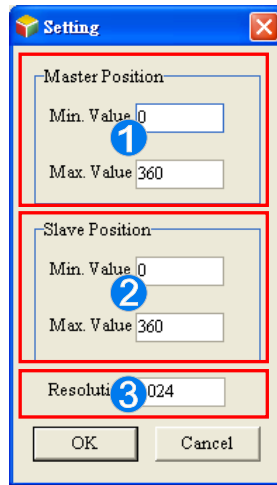 Setting
Master Position
Min. Value 0
1
Max. Value 360
Slave Position
Min. Value 0
2
Max. Value 360
3 024
OK Cancel